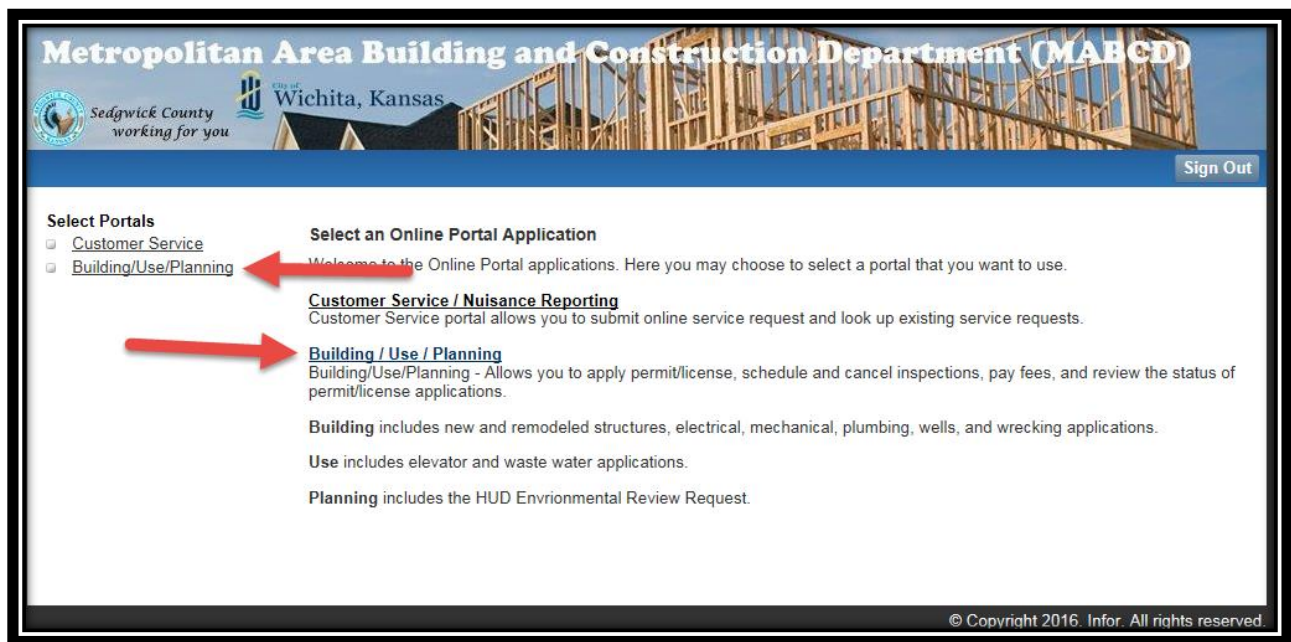 Metropolitan Area Building and Construction Department (MABCD)
City of
Wichita, Kansas
Sedgwick County
working for you
Sign Out
Select Portals
Customer Service
Building/Use/Planning
Select an Online Portal Application
Welcome to the Online Portal applications. Here you may choose to select a portal that you want to use.
Customer Service / Nuisance Reporting
Customer Service portal allows you to submit online service request and look up existing service requests.
Building / Use / Planning
Building/Use/Planning - Allows you to apply permit/license, schedule and cancel inspections, pay fees, and review the status of
permit/license applications.
Building includes new and remodeled structures, electrical, mechanical, plumbing, wells, and wrecking applications.
Use includes elevator and waste water applications.
Planning includes the HUD Envrionmental Review Request.
© Copyright 2016. Infor. All rights reserved.